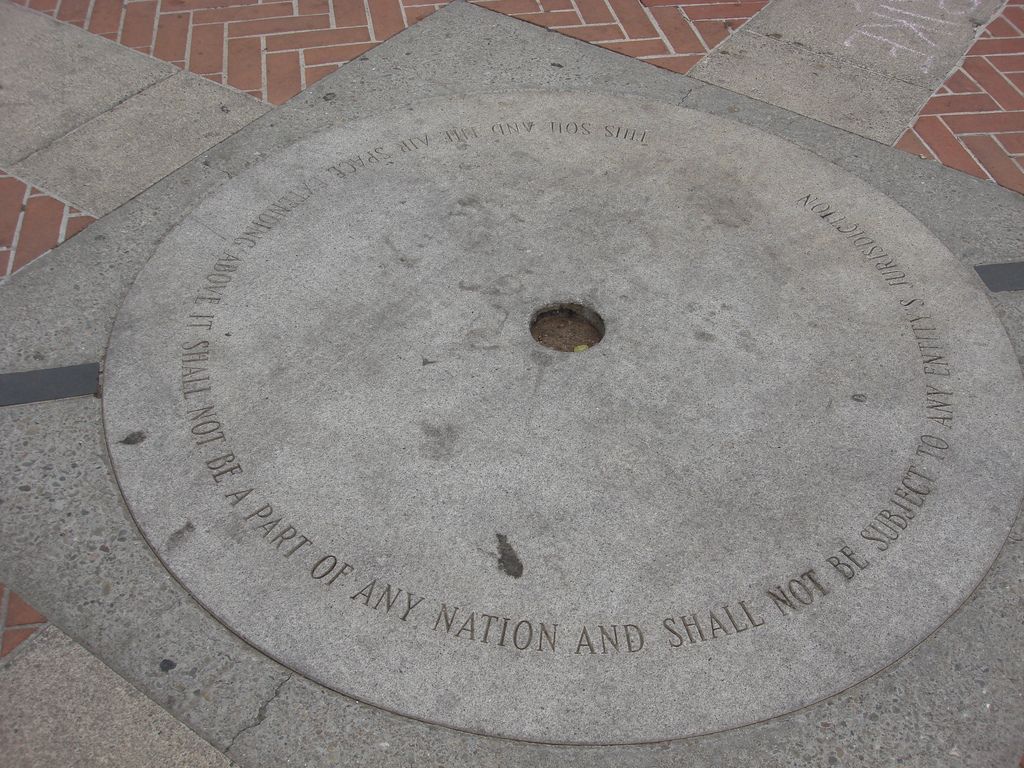 THIS SOIL AND THE AIR SPACE EXTENDING ABOVE IT SHALL NOT BE A PART OF ANY NATION AND SHALL NOT BE SUBJECT TO ANY ENTITY'S JURISDICTION